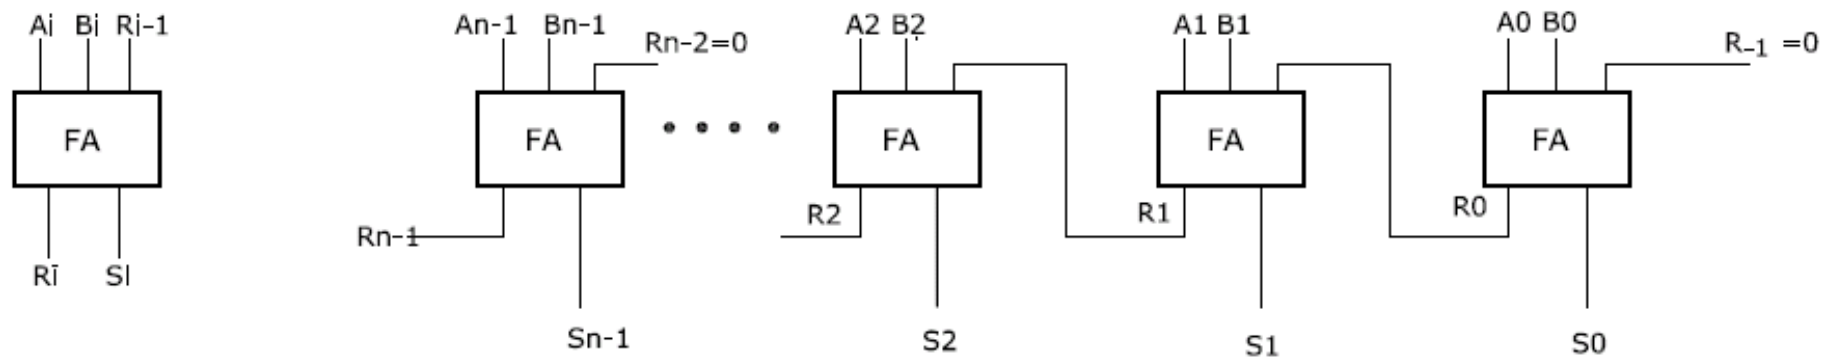 Ai Bi Ri-1
FA
Ri Si
An-1 Bn-1 Rn-2=0
FA
Rn-1
Sn-1
A2 B2
FA
R2
S2
A1 B1
FA
R1
S1
A0 B0 R-1 =0
FA
R0
S0